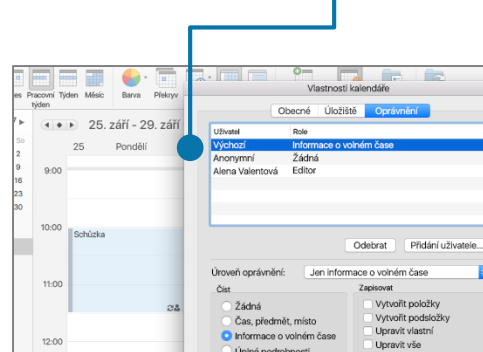 Vlastnosti kalendáře
Pracovní týden
Týden
Měsíc
Barva
Překryv
Obecné
Úložiště
Oprávnění
25. září - 29. září
Uživatel
Role
Výchozí
Informace o volném čase
Anonymní
Žádná
Alena Valentová
Editor
So
2
9
16
23
30
25
Pondělí
9:00
10:00
Schůzka
11:00
12:00
Odebrat
Přidání uživatele...
Úroveň oprávnění:
Jen informace o volném čase
Číst
Zapisovat
Žádná
Vytvořit položky
Čas, předmět, místo
Vytvořit podsložky
Informace o volném čase
Upravit vlastní
Upravit vše
Úplné podrobnosti